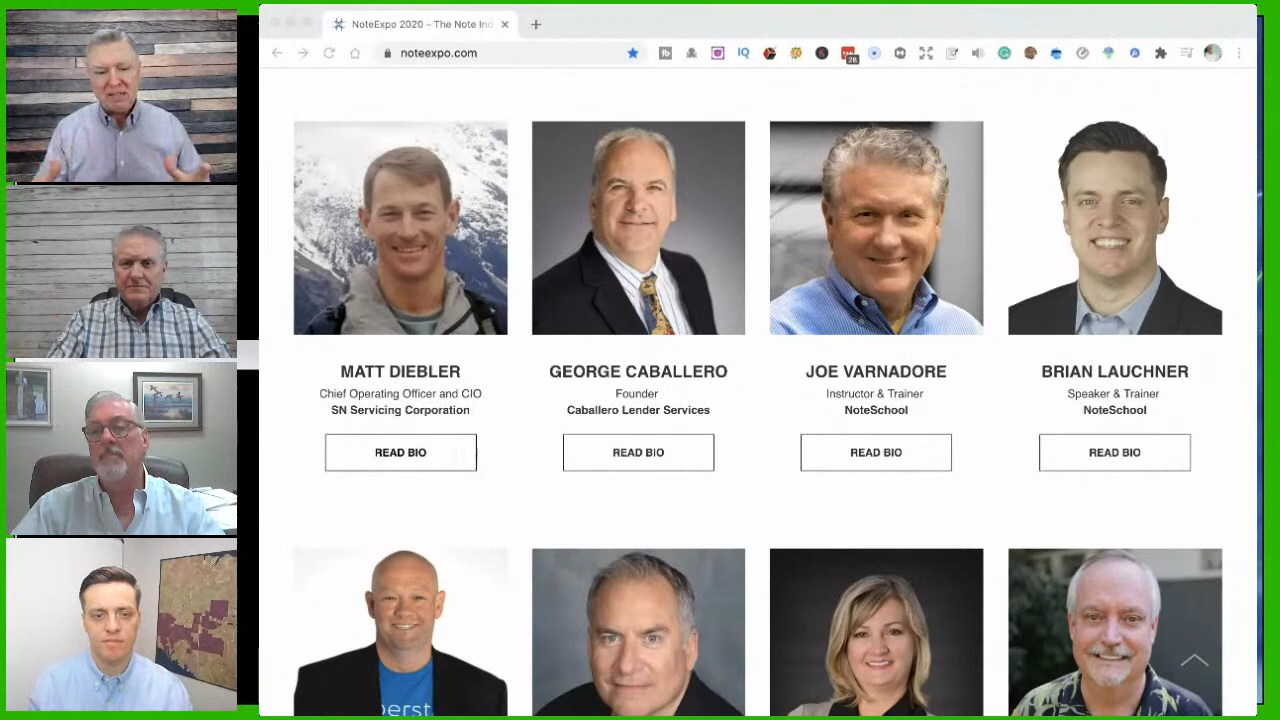 NoteExpo 2020 – The Note Ind
noteexpo.com
28
MATT DIEBLER
Chief Operating Officer and CIO
SN Servicing Corporation
READ BIO
GEORGE CABALLERO
Founder
Caballero Lender Services
READ BIO
JOE VARNADORE
Instructor & Trainer
NoteSchool
READ BIO
BRIAN LAUCHNER
Speaker & Trainer
NoteSchool
READ BIO